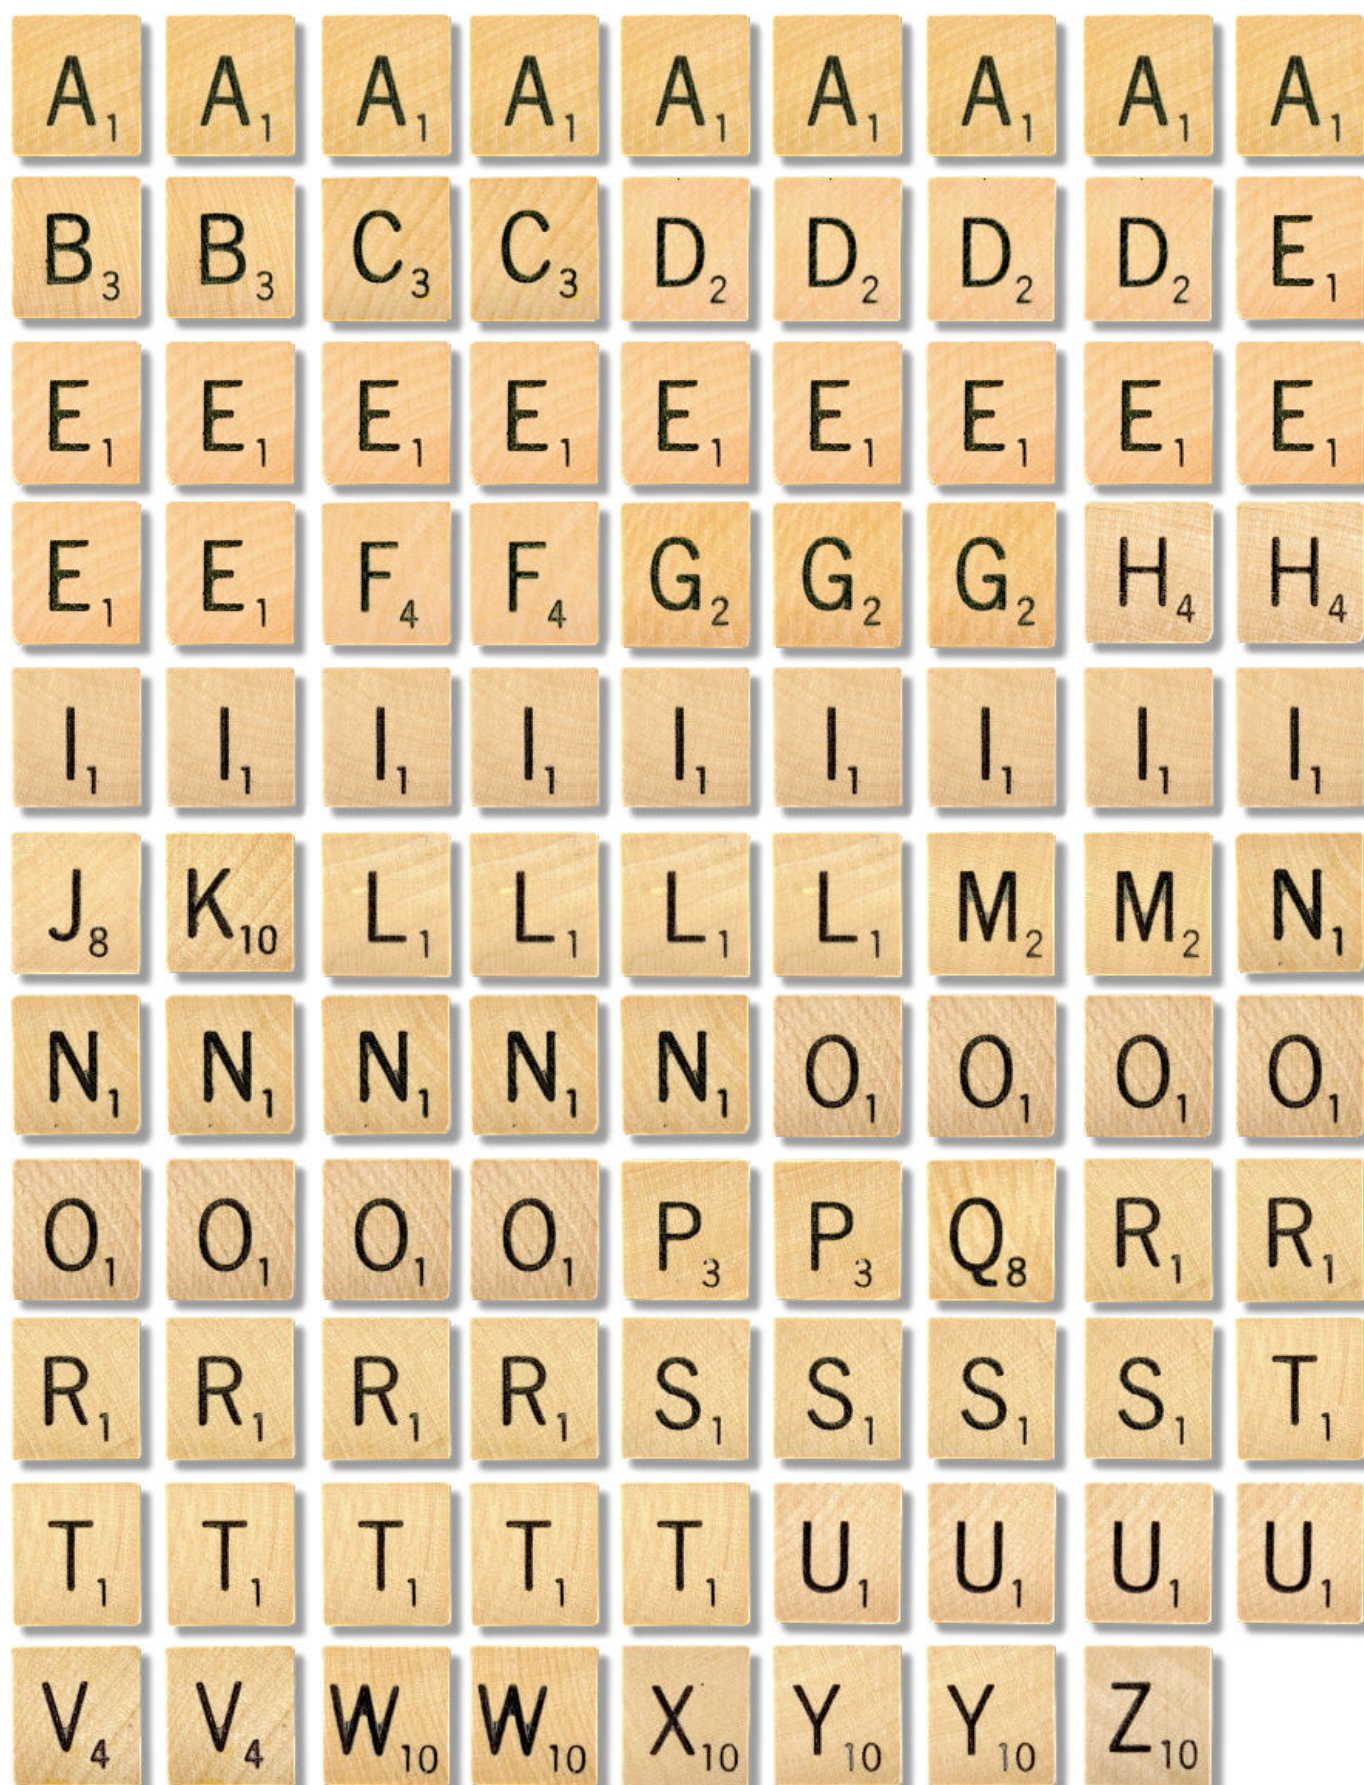 A1 A1 A1 A1 A1 A1 A1 A1 A1
B3 B3 C3 C3 D2 D2 D2 D2 E1
E1 E1 E1 E1 E1 E1 E1 E1 E1
E1 E1 F4 F4 G2 G2 G2 H4 H4
I1 I1 I1 I1 I1 I1 I1 I1 I1
J8 K10 L1 L1 L1 L1 M2 M2 N1
N1 N1 N1 N1 N1 O1 O1 O1 O1
O1 O1 O1 O1 P3 P3 Q8 R1 R1
R1 R1 R1 R1 S1 S1 S1 S1 T1
T1 T1 T1 T1 T1 U1 U1 U1 U1
V4 V4 W10 W10 X10 Y10 Y10 Z10